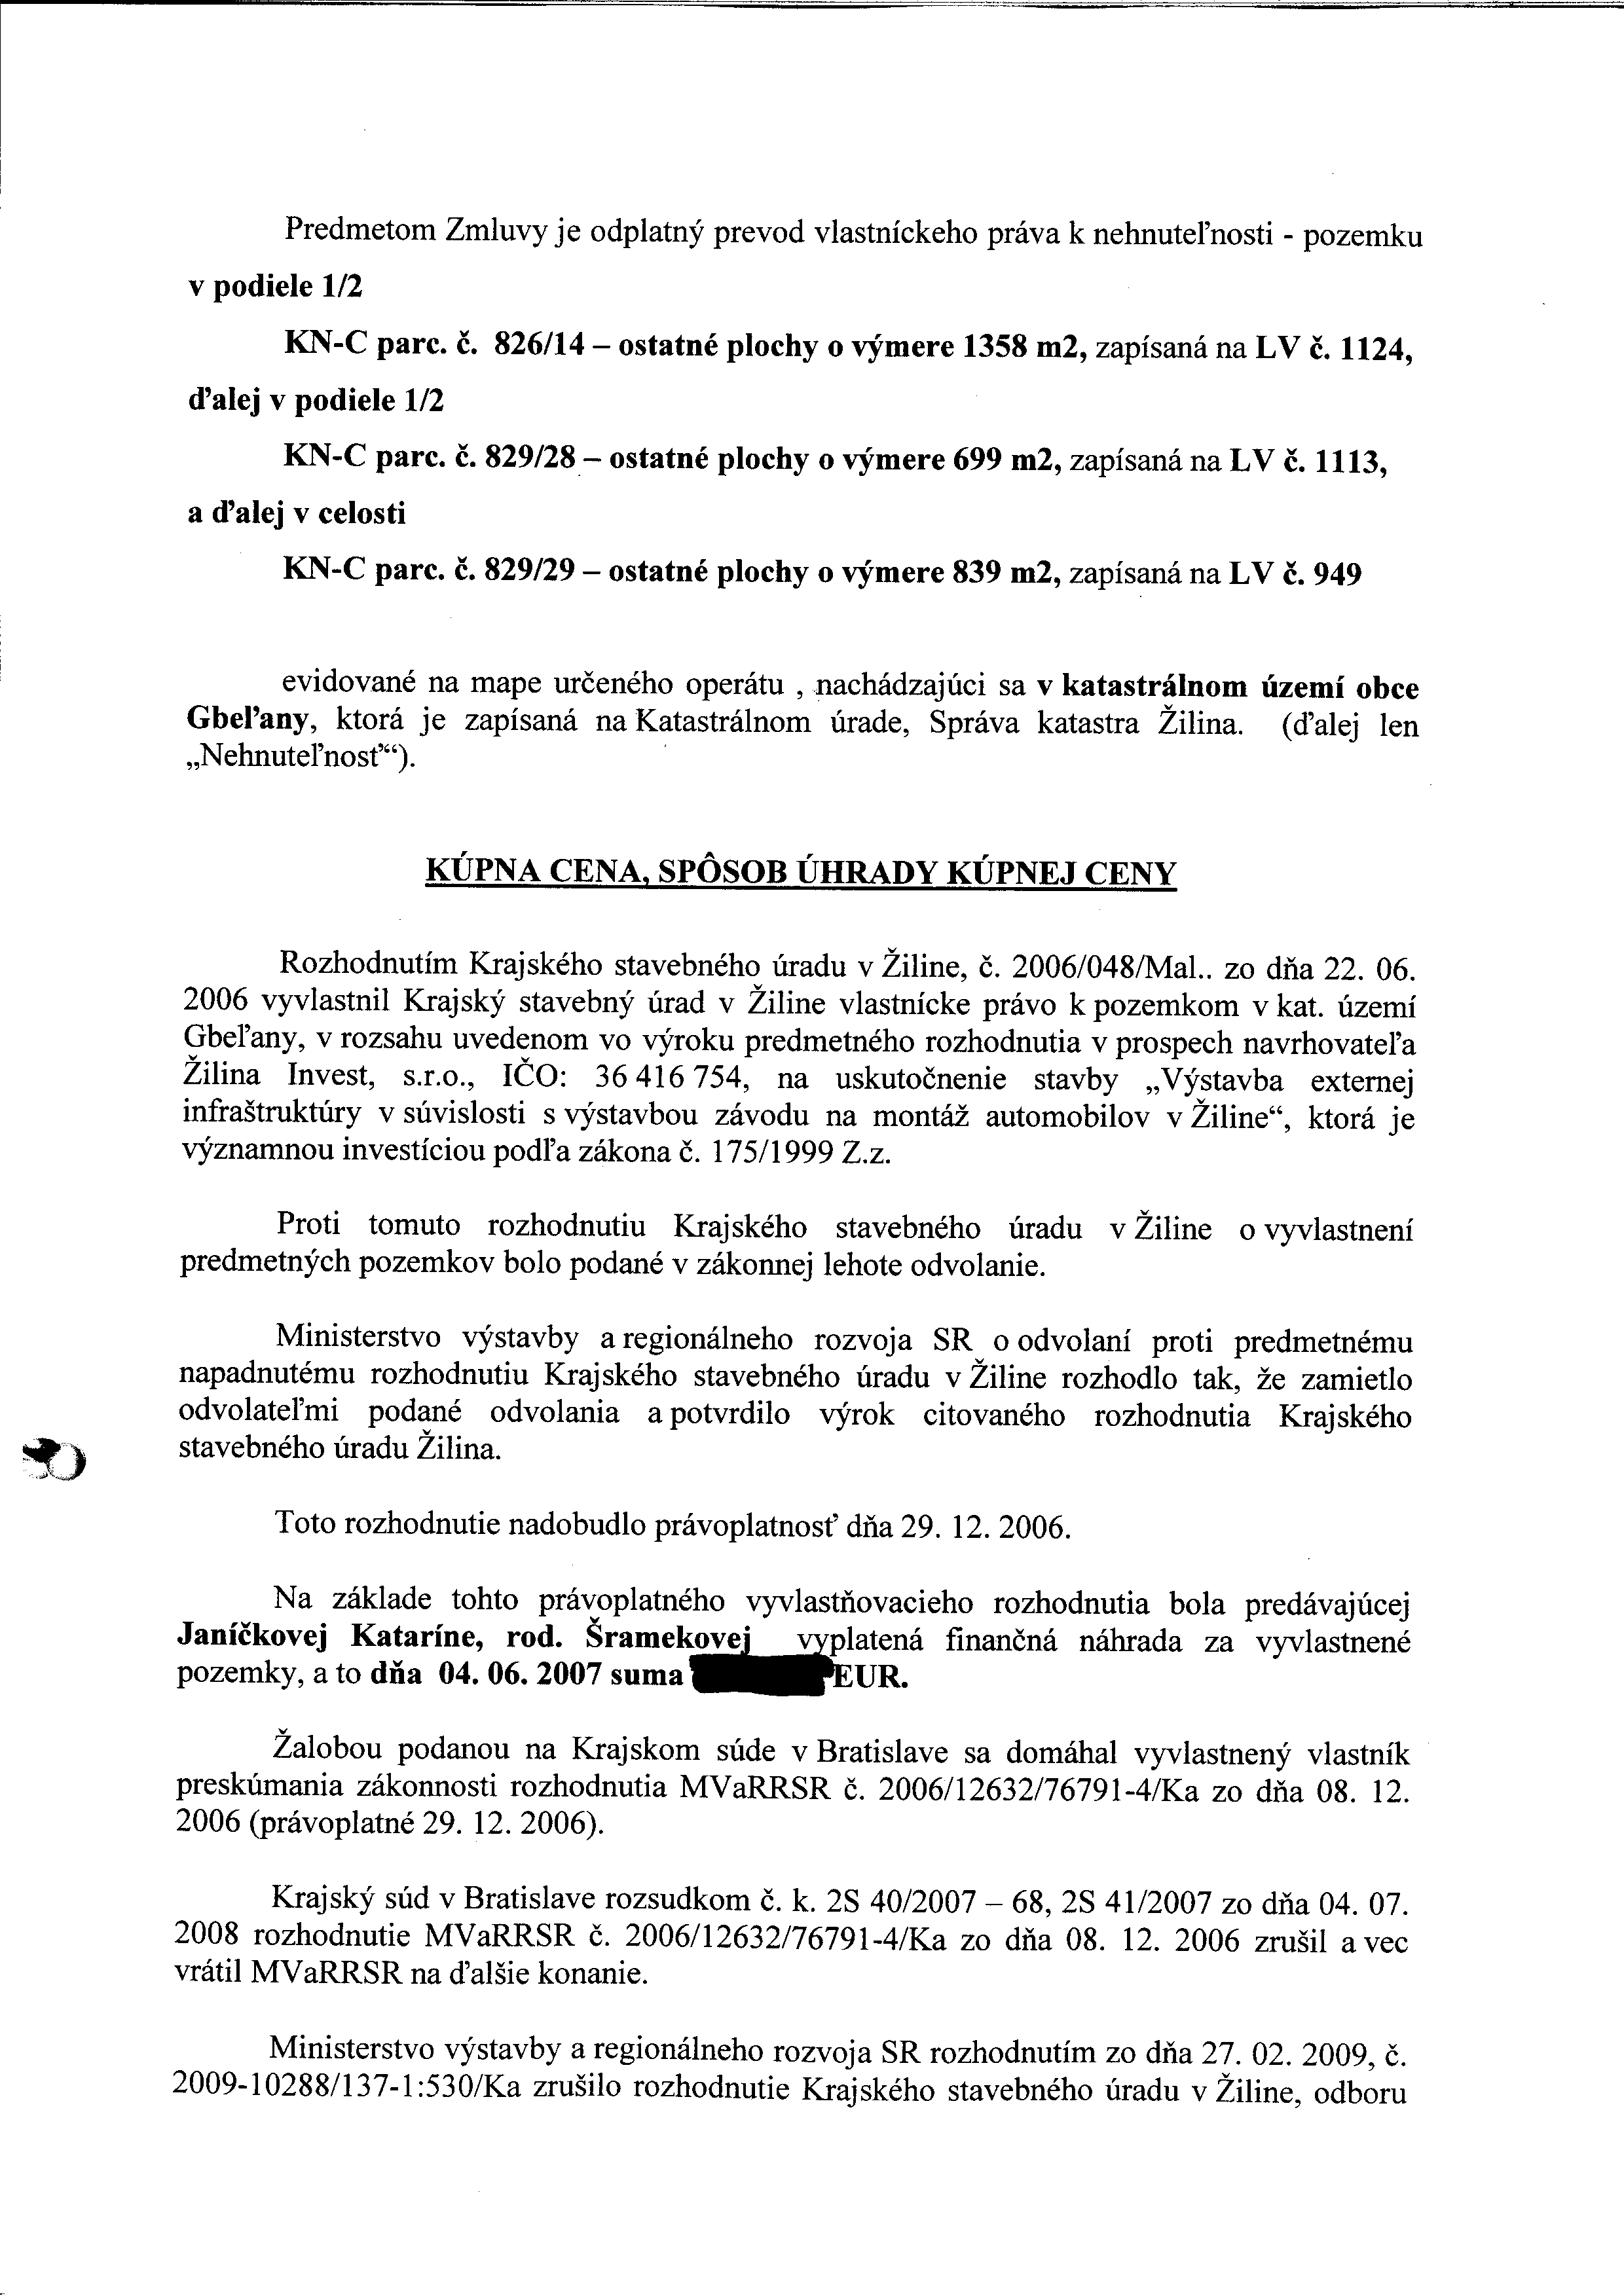 Predmetom Zmluvy je odplatný prevod vlastníckeho práva k nehnuteľnosti - pozemku
v podiele 1/2
KN-C parc. č. 826/14 – ostatné plochy o výmere 1358 m2, zapísaná na LV č. 1124,
ďalej v podiele 1/2
KN-C parc. č. 829/28 – ostatné plochy o výmere 699 m2, zapísaná na LV č. 1113,
a ďalej v celosti
KN-C parc. č. 829/29 – ostatné plochy o výmere 839 m2, zapísaná na LV č. 949
evidované na mape určeného operátu , nachádzajúci sa v katastrálnom území obce
Gbeľany, ktorá je zapísaná na Katastrálnom úrade, Správa katastra Žilina. (ďalej len
„Nehnuteľnosť“).
KÚPNA CENA, SPÔSOB ÚHRADY KÚPNEJ CENY
Rozhodnutím Krajského stavebného úradu v Žiline, č. 2006/048/Mal.. zo dňa 22. 06.
2006 vyvlastnil Krajský stavebný úrad v Žiline vlastnícke právo k pozemkom v kat. území
Gbeľany, v rozsahu uvedenom vo výroku predmetného rozhodnutia v prospech navrhovateľa
Žilina Invest, s.r.o., IČO: 36 416 754, na uskutočnenie stavby „Výstavba externej
infraštruktúry v súvislosti s výstavbou závodu na montáž automobilov v Žiline“, ktorá je
významnou investíciou podľa zákona č. 175/1999 Z.z.
Proti tomuto rozhodnutiu Krajského stavebného úradu v Žiline o vyvlastnení
predmetných pozemkov bolo podané v zákonnej lehote odvolanie.
Ministerstvo výstavby a regionálneho rozvoja SR o odvolaní proti predmetnému
napadnutému rozhodnutiu Krajského stavebného úradu v Žiline rozhodlo tak, že zamietlo
odvolateľmi podané odvolania a potvrdilo výrok citovaného rozhodnutia Krajského
stavebného úradu Žilina.
Toto rozhodnutie nadobudlo právoplatnosť dňa 29. 12. 2006.
Na základe tohto právoplatného vyvlastňovacieho rozhodnutia bola predávajúcej
Janíčkovej Kataríne, rod. Šramekovej vyplatená finančná náhrada za vyvlastnené
pozemky, a to dňa 04. 06. 2007 suma EUR.
Žalobou podanou na Krajskom súde v Bratislave sa domáhal vyvlastnený vlastník
preskúmania zákonnosti rozhodnutia MVaRRSR č. 2006/12632/76791-4/Ka zo dňa 08. 12.
2006 (právoplatné 29. 12. 2006).
Krajský súd v Bratislave rozsudkom č. k. 2S 40/2007 – 68, 2S 41/2007 zo dňa 04. 07.
2008 rozhodnutie MVaRRSR č. 2006/12632/76791-4/Ka zo dňa 08. 12. 2006 zrušil a vec
vrátil MVaRRSR na ďalšie konanie.
Ministerstvo výstavby a regionálneho rozvoja SR rozhodnutím zo dňa 27. 02. 2009, č.
2009-10288/137-1:530/Ka zrušilo rozhodnutie Krajského stavebného úradu v Žiline, odboru